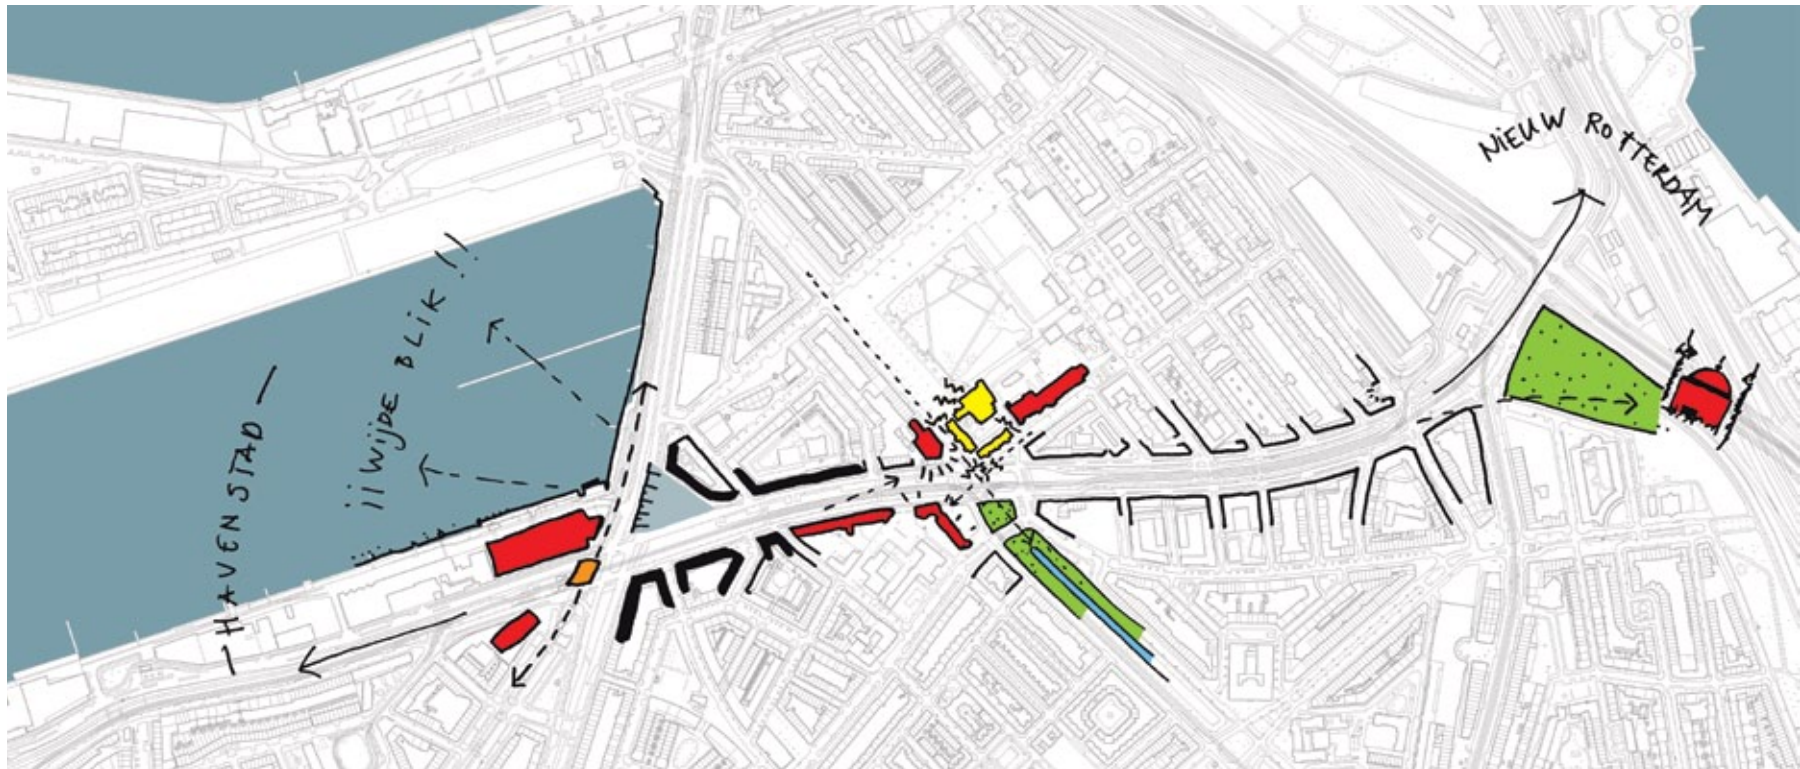 — HAVENSTAD —
¡¡ WIJDE BLIK !!
NIEUW ROTTERDAM